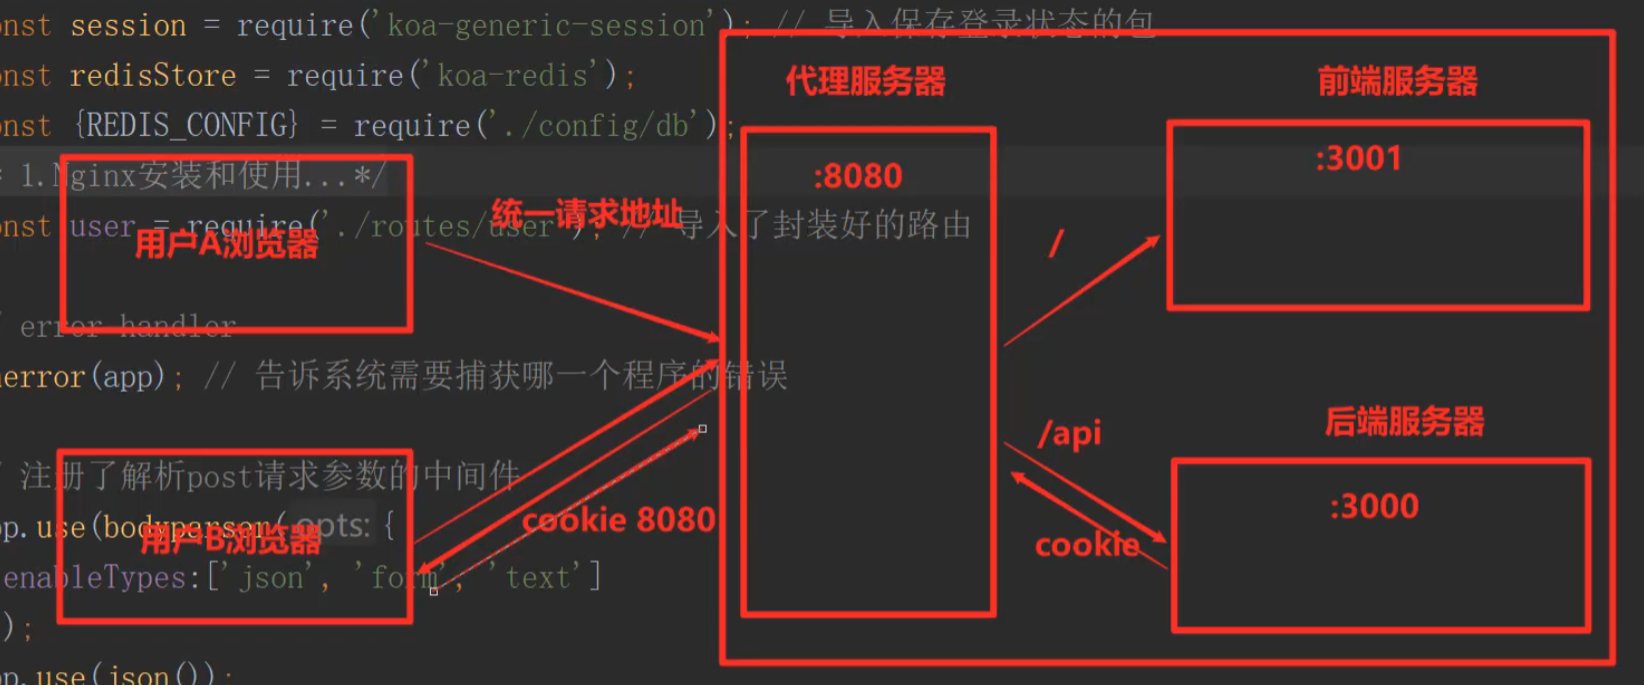 onst session = require('koa-generic-session'); // 导入保存登录状态的包
onst redisStore = require('koa-redis');
onst {REDIS_CONFIG} = require('./config/db');
* 1.Nginx安装和使用...*/
onst user = require('./routes/user'); // 导入了封装好的路由
/ error handler
nerror(app); // 告诉系统需要捕获哪一个程序的错误
/ 注册了解析post请求参数的中间件
pp.use(bodyparser( opts: {
enableTypes:['json', 'form', 'text']
);
pp.use(json());
代理服务器
:8080
前端服务器
:3001
用户A浏览器
统一请求地址
/
/api
后端服务器
:3000
用户B浏览器
cookie 8080
cookie